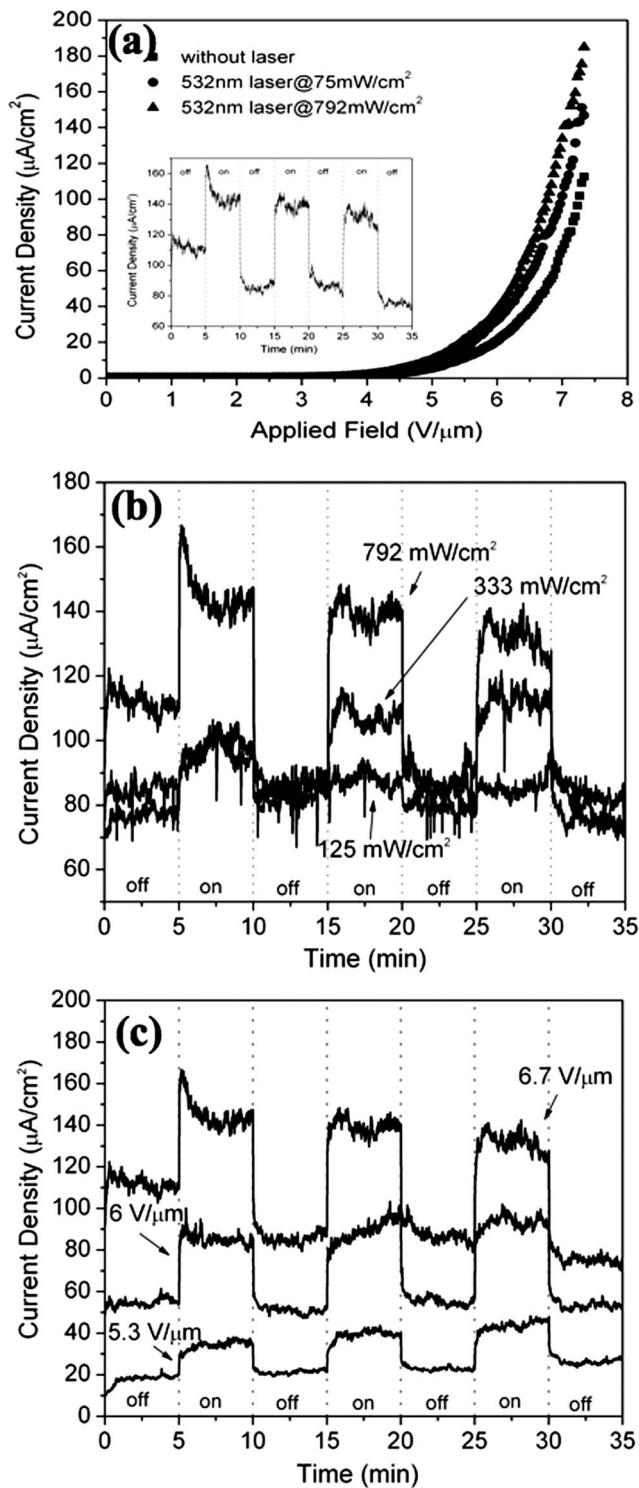 (a)
without laser
532nm laser@75mW/cm²
532nm laser@792mW/cm²
Current Density (μA/cm²)
200
180
160
140
120
100
80
60
40
20
0
0 1 2 3 4 5 6 7 8
Applied Field (V/μm)
Current Density (μA/cm²)
160
140
120
100
80
60
off on off on off on off
0 5 10 15 20 25 30 35
Time (min)
(b)
Current Density (μA/cm²)
180
160
140
120
100
80
60
792 mW/cm²
333 mW/cm²
125 mW/cm²
off on off on off on off
0 5 10 15 20 25 30 35
Time (min)
(c)
Current Density (μA/cm²)
200
180
160
140
120
100
80
60
40
20
0
6.7 V/μm
6 V/μm
5.3 V/μm
off on off on off on off
0 5 10 15 20 25 30 35
Time (min)